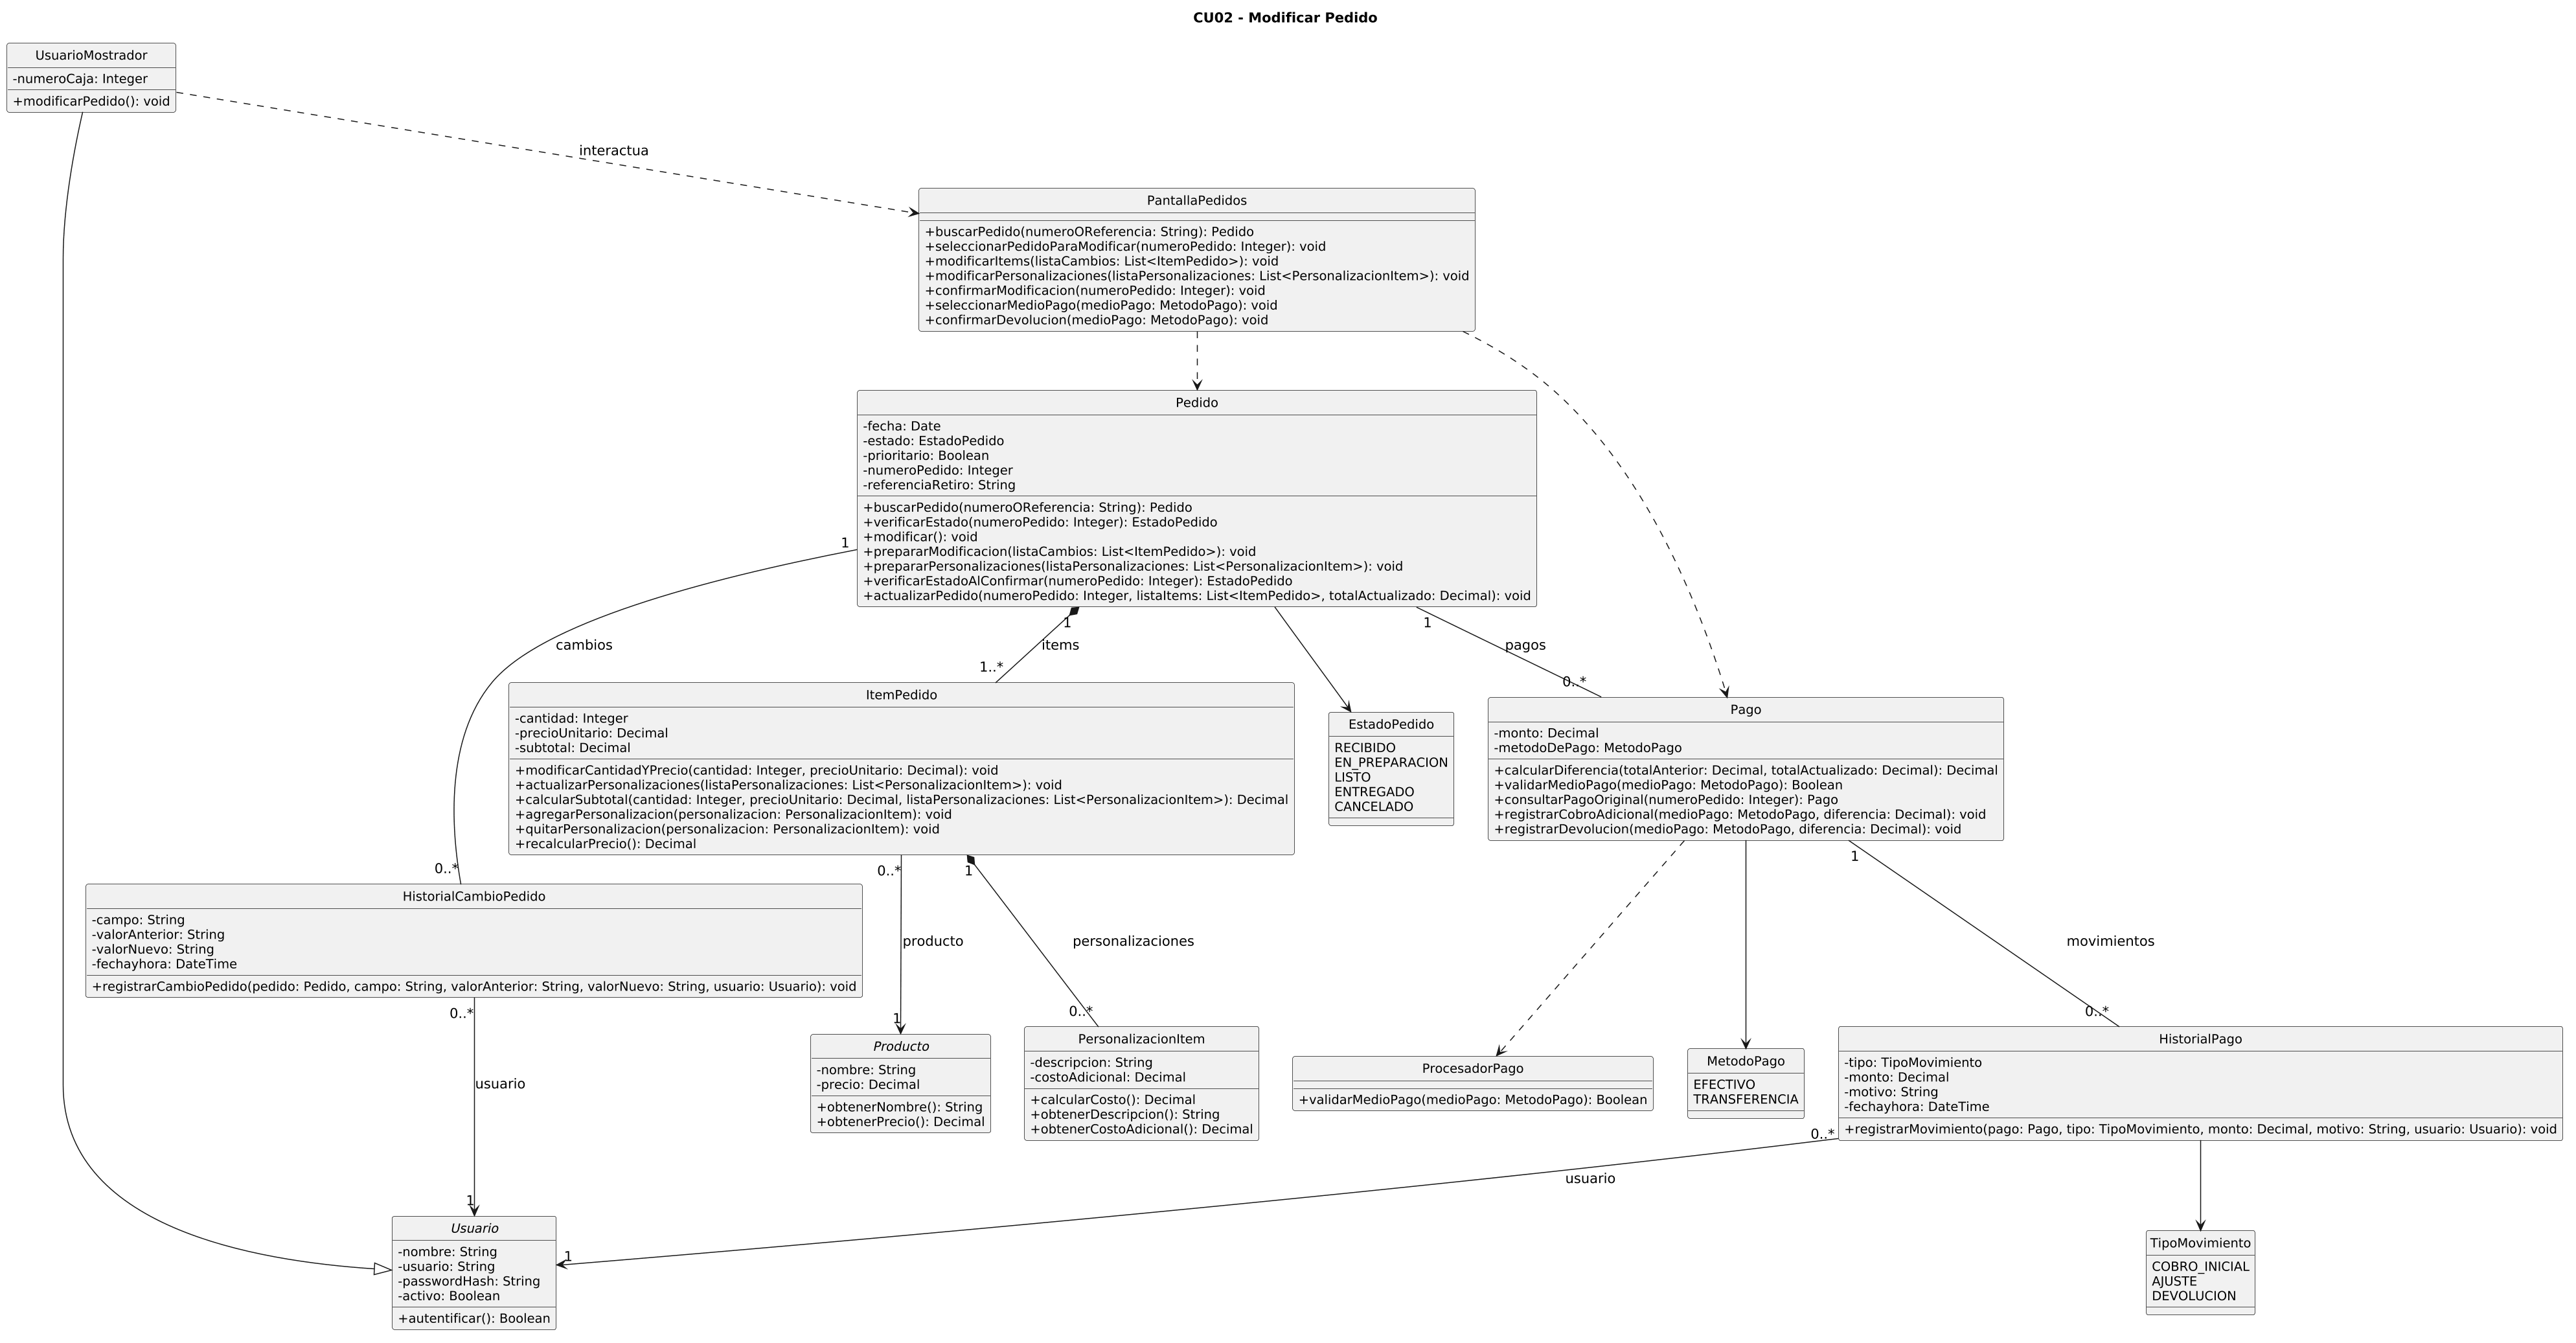 CU02 - Modificar Pedido
UsuarioMostrador
-numeroCaja: Integer
+modificarPedido(): void
interactua
PantallaPedidos
+buscarPedido(numeroOReferencia: String): Pedido
+seleccionarPedidoParaModificar(numeroPedido: Integer): void
+modificarItems(listaCambios: List<ItemPedido>): void
+modificarPersonalizaciones(listaPersonalizaciones: List<PersonalizacionItem>): void
+confirmarModificacion(numeroPedido: Integer): void
+seleccionarMedioPago(medioPago: MetodoPago): void
+confirmarDevolucion(medioPago: MetodoPago): void
Pedido
-fecha: Date
-estado: EstadoPedido
-prioritario: Boolean
-numeroPedido: Integer
-referenciaRetiro: String
+buscarPedido(numeroOReferencia: String): Pedido
+verificarEstado(numeroPedido: Integer): EstadoPedido
+modificar(): void
+prepararModificacion(listaCambios: List<ItemPedido>): void
+prepararPersonalizaciones(listaPersonalizaciones: List<PersonalizacionItem>): void
+verificarEstadoAlConfirmar(numeroPedido: Integer): EstadoPedido
+actualizarPedido(numeroPedido: Integer, listaItems: List<ItemPedido>, totalActualizado: Decimal): void
1
1
1
cambios
items
pagos
1..*
0..*
ItemPedido
-cantidad: Integer
-precioUnitario: Decimal
-subtotal: Decimal
+modificarCantidadYPrecio(cantidad: Integer, precioUnitario: Decimal): void
+actualizarPersonalizaciones(listaPersonalizaciones: List<PersonalizacionItem>): void
+calcularSubtotal(cantidad: Integer, precioUnitario: Decimal, listaPersonalizaciones: List<PersonalizacionItem>): Decimal
+agregarPersonalizacion(personalizacion: PersonalizacionItem): void
+quitarPersonalizacion(personalizacion: PersonalizacionItem): void
+recalcularPrecio(): Decimal
EstadoPedido
RECIBIDO
EN_PREPARACION
LISTO
ENTREGADO
CANCELADO
Pago
-monto: Decimal
-metodoDePago: MetodoPago
+calcularDiferencia(totalAnterior: Decimal, totalActualizado: Decimal): Decimal
+validarMedioPago(medioPago: MetodoPago): Boolean
+consultarPagoOriginal(numeroPedido: Integer): Pago
+registrarCobroAdicional(medioPago: MetodoPago, diferencia: Decimal): void
+registrarDevolucion(medioPago: MetodoPago, diferencia: Decimal): void
0..*
0..*
1
1
HistorialCambioPedido
-campo: String
-valorAnterior: String
-valorNuevo: String
-fechayhora: DateTime
+registrarCambioPedido(pedido: Pedido, campo: String, valorAnterior: String, valorNuevo: String, usuario: Usuario): void
producto
personalizaciones
movimientos
0..*
1
0..*
0..*
Producto
-nombre: String
-precio: Decimal
+obtenerNombre(): String
+obtenerPrecio(): Decimal
PersonalizacionItem
-descripcion: String
-costoAdicional: Decimal
+calcularCosto(): Decimal
+obtenerDescripcion(): String
+obtenerCostoAdicional(): Decimal
ProcesadorPago
+validarMedioPago(medioPago: MetodoPago): Boolean
MetodoPago
EFECTIVO
TRANSFERENCIA
HistorialPago
-tipo: TipoMovimiento
-monto: Decimal
-motivo: String
-fechayhora: DateTime
+registrarMovimiento(pago: Pago, tipo: TipoMovimiento, monto: Decimal, motivo: String, usuario: Usuario): void
usuario
0..*
usuario
1
1
Usuario
-nombre: String
-usuario: String
-passwordHash: String
-activo: Boolean
+autentificar(): Boolean
TipoMovimiento
COBRO_INICIAL
AJUSTE
DEVOLUCION